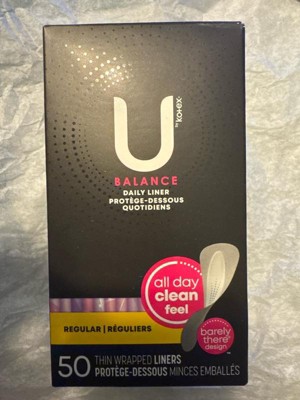 U
by kotex
BALANCE
DAILY LINER
PROTÈGE-DESSOUS
QUOTIDIENS
all day
clean
feel
REGULAR | RÉGULIERS
barely
there
design
50 THIN WRAPPED LINERS
PROTÈGE-DESSOUS MINCES EMBALLÉS